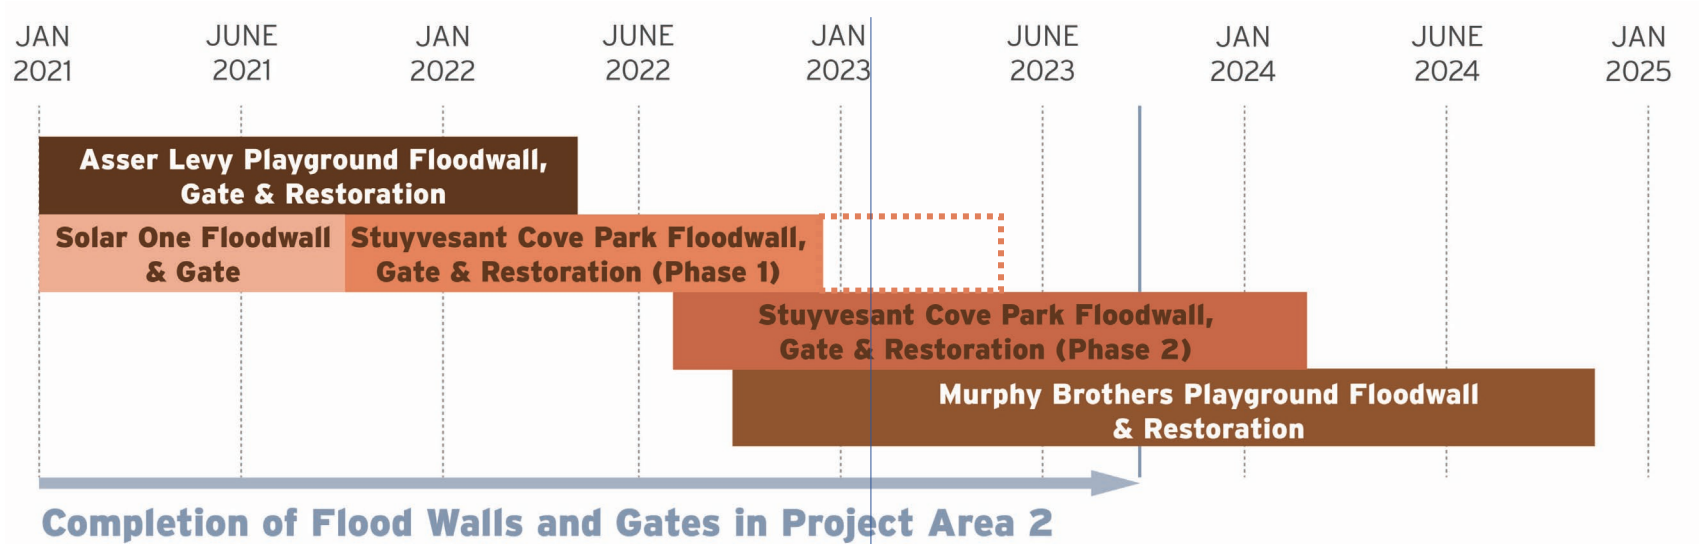 JAN JUNE JAN JUNE JAN JUNE JAN JUNE JAN
2021 2021 2022 2022 2023 2023 2024 2024 2025
Asser Levy Playground Floodwall,
Gate & Restoration
Solar One Floodwall
& Gate
Stuyvesant Cove Park Floodwall,
Gate & Restoration (Phase 1)
Stuyvesant Cove Park Floodwall,
Gate & Restoration (Phase 2)
Murphy Brothers Playground Floodwall
& Restoration
Completion of Flood Walls and Gates in Project Area 2